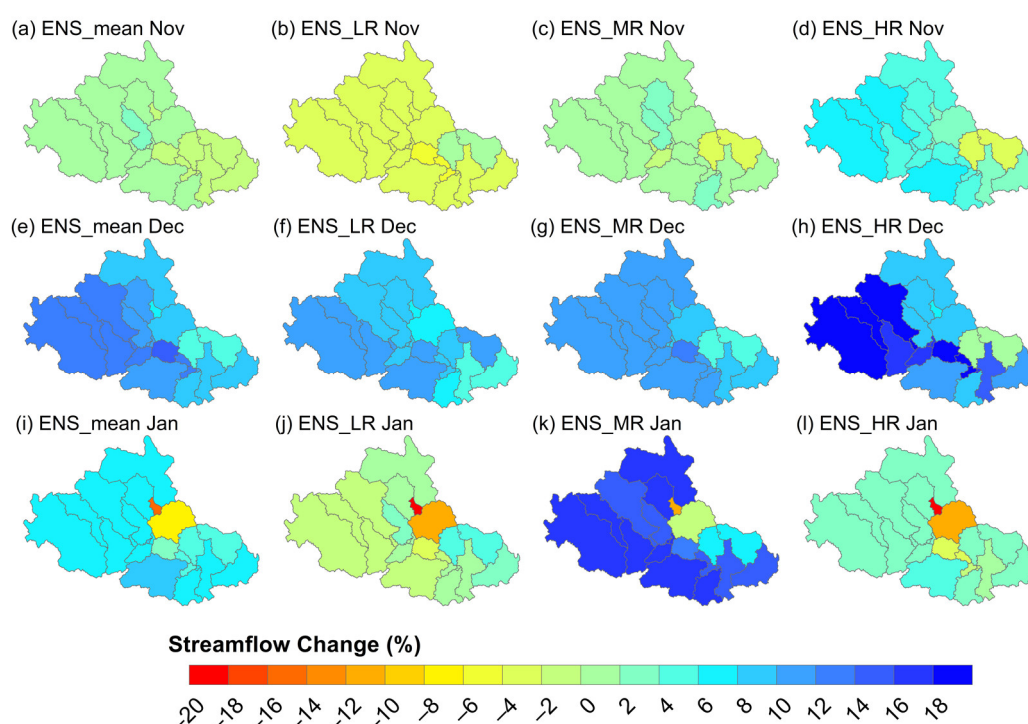 (a) ENS_mean Nov (b) ENS_LR Nov (c) ENS_MR Nov (d) ENS_HR Nov
(e) ENS_mean Dec (f) ENS_LR Dec (g) ENS_MR Dec (h) ENS_HR Dec
(i) ENS_mean Jan (j) ENS_LR Jan (k) ENS_MR Jan (l) ENS_HR Jan
Streamflow Change (%)
−20 −18 −16 −14 −12 −10 −8 −6 −4 −2 0 2 4 6 8 10 12 14 16 18